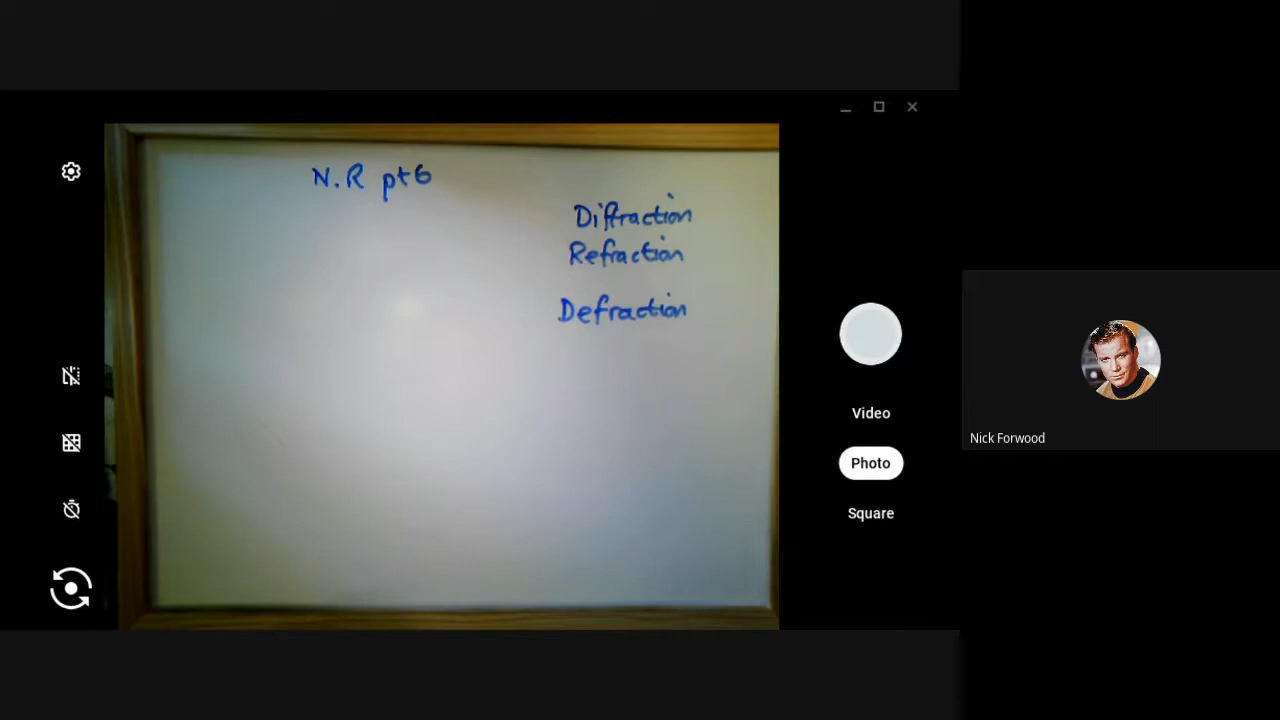 N.R pt6
Diffraction
Refraction
Defraction
Video
Photo
Square
Nick Forwood